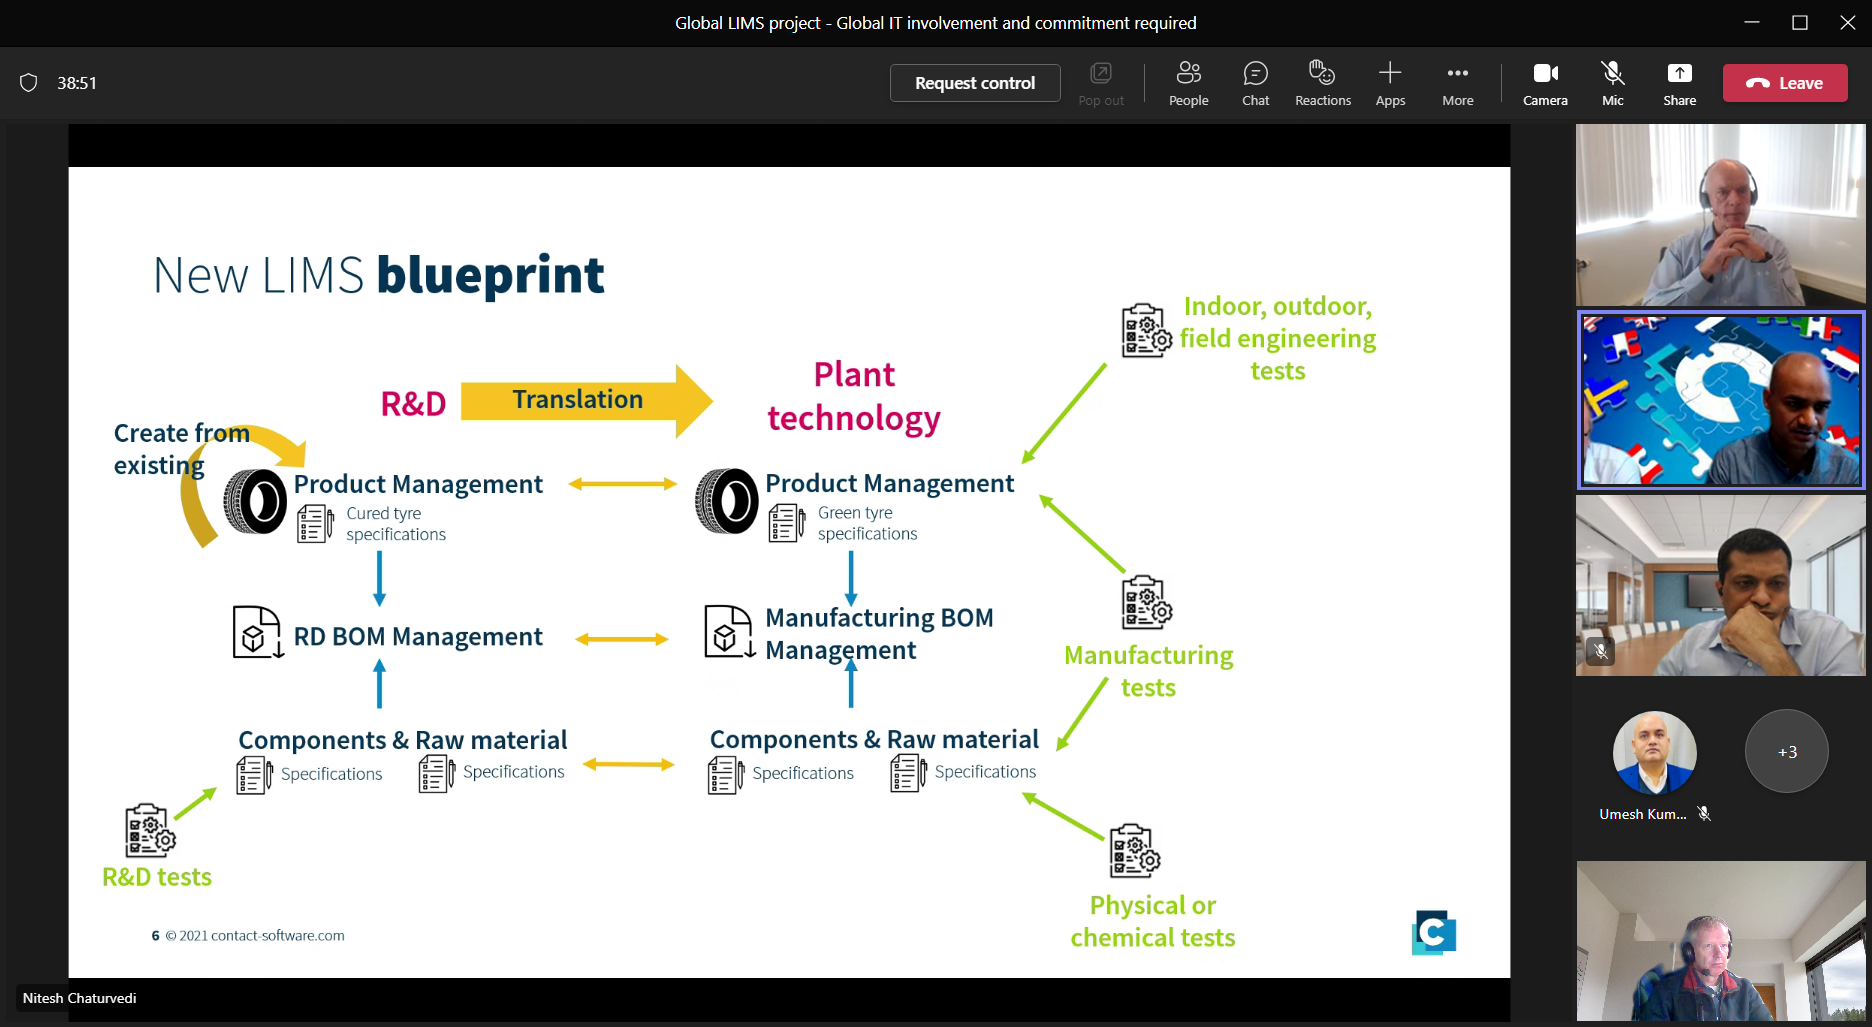 Global LIMS project - Global IT involvement and commitment required
38:51
Request control
Pop out
People
Chat
Reactions
Apps
More
Camera
Mic
Share
Leave
New LIMS blueprint
R&D
Translation
Plant
technology
Indoor, outdoor,
field engineering
tests
Create from
existing
Product Management
Cured tyre
specifications
Product Management
Green tyre
specifications
RD BOM Management
Manufacturing BOM
Management
Manufacturing
tests
Components & Raw material
Specifications
Specifications
Components & Raw material
Specifications
Specifications
R&D tests
Physical or
chemical tests
6 © 2021 contact-software.com
C
Nitesh Chaturvedi
Umesh Kum...
+3